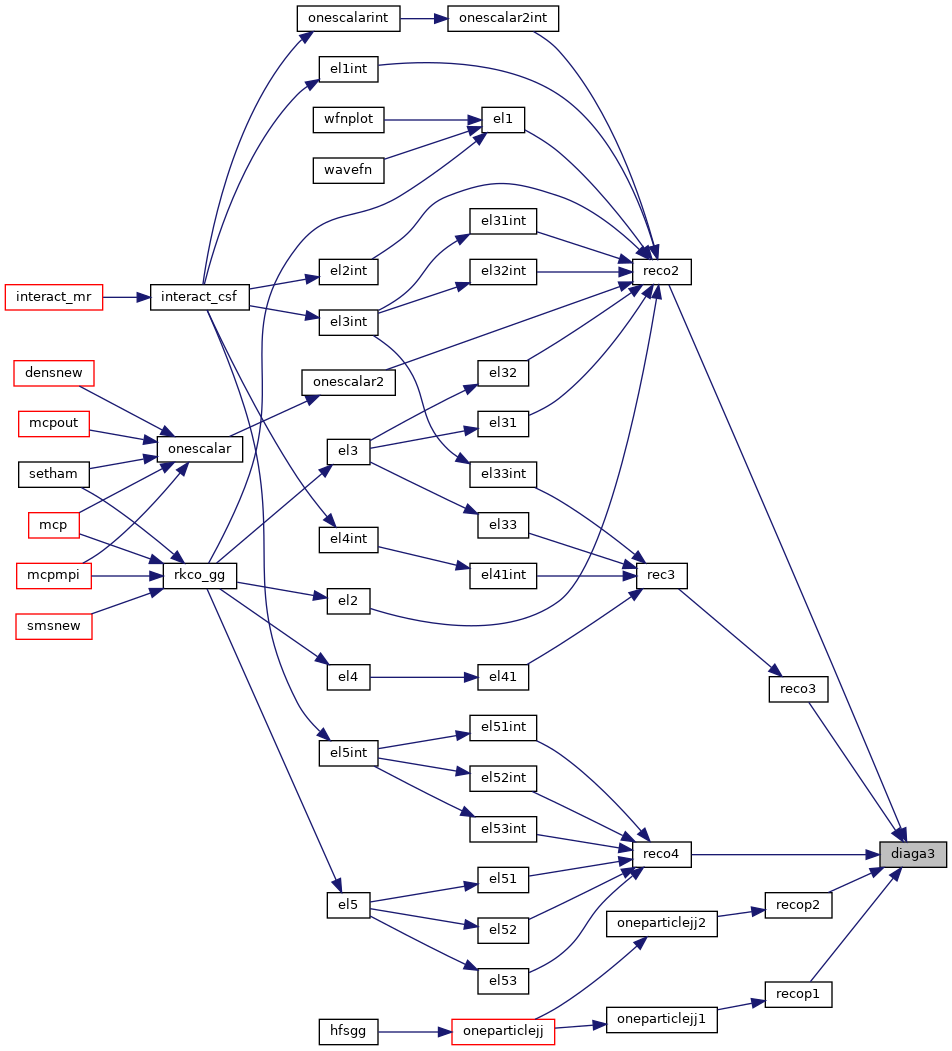 onescalarint
onescalar2int
el1int
wfnplot
el1
wavefn
el31int
el2int
el32int
reco2
interact_mr
interact_csf
el3int
densnew
onescalar2
el32
mcpout
el31
onescalar
el3
setham
el33int
mcp
el33
el4int
mcpmpi
rkco_gg
el41int
rec3
el2
smsnew
el4
el41
reco3
el51int
el5int
el52int
el53int
reco4
diaga3
el51
el5
recop2
oneparticlejj2
el52
el53
recop1
oneparticlejj1
hfsgg
oneparticlejj